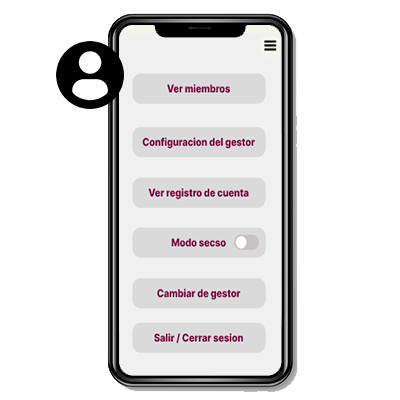 Ver miembros
Configuracion del gestor
Ver registro de cuenta
Modo secso
Cambiar de gestor
Salir / Cerrar sesion